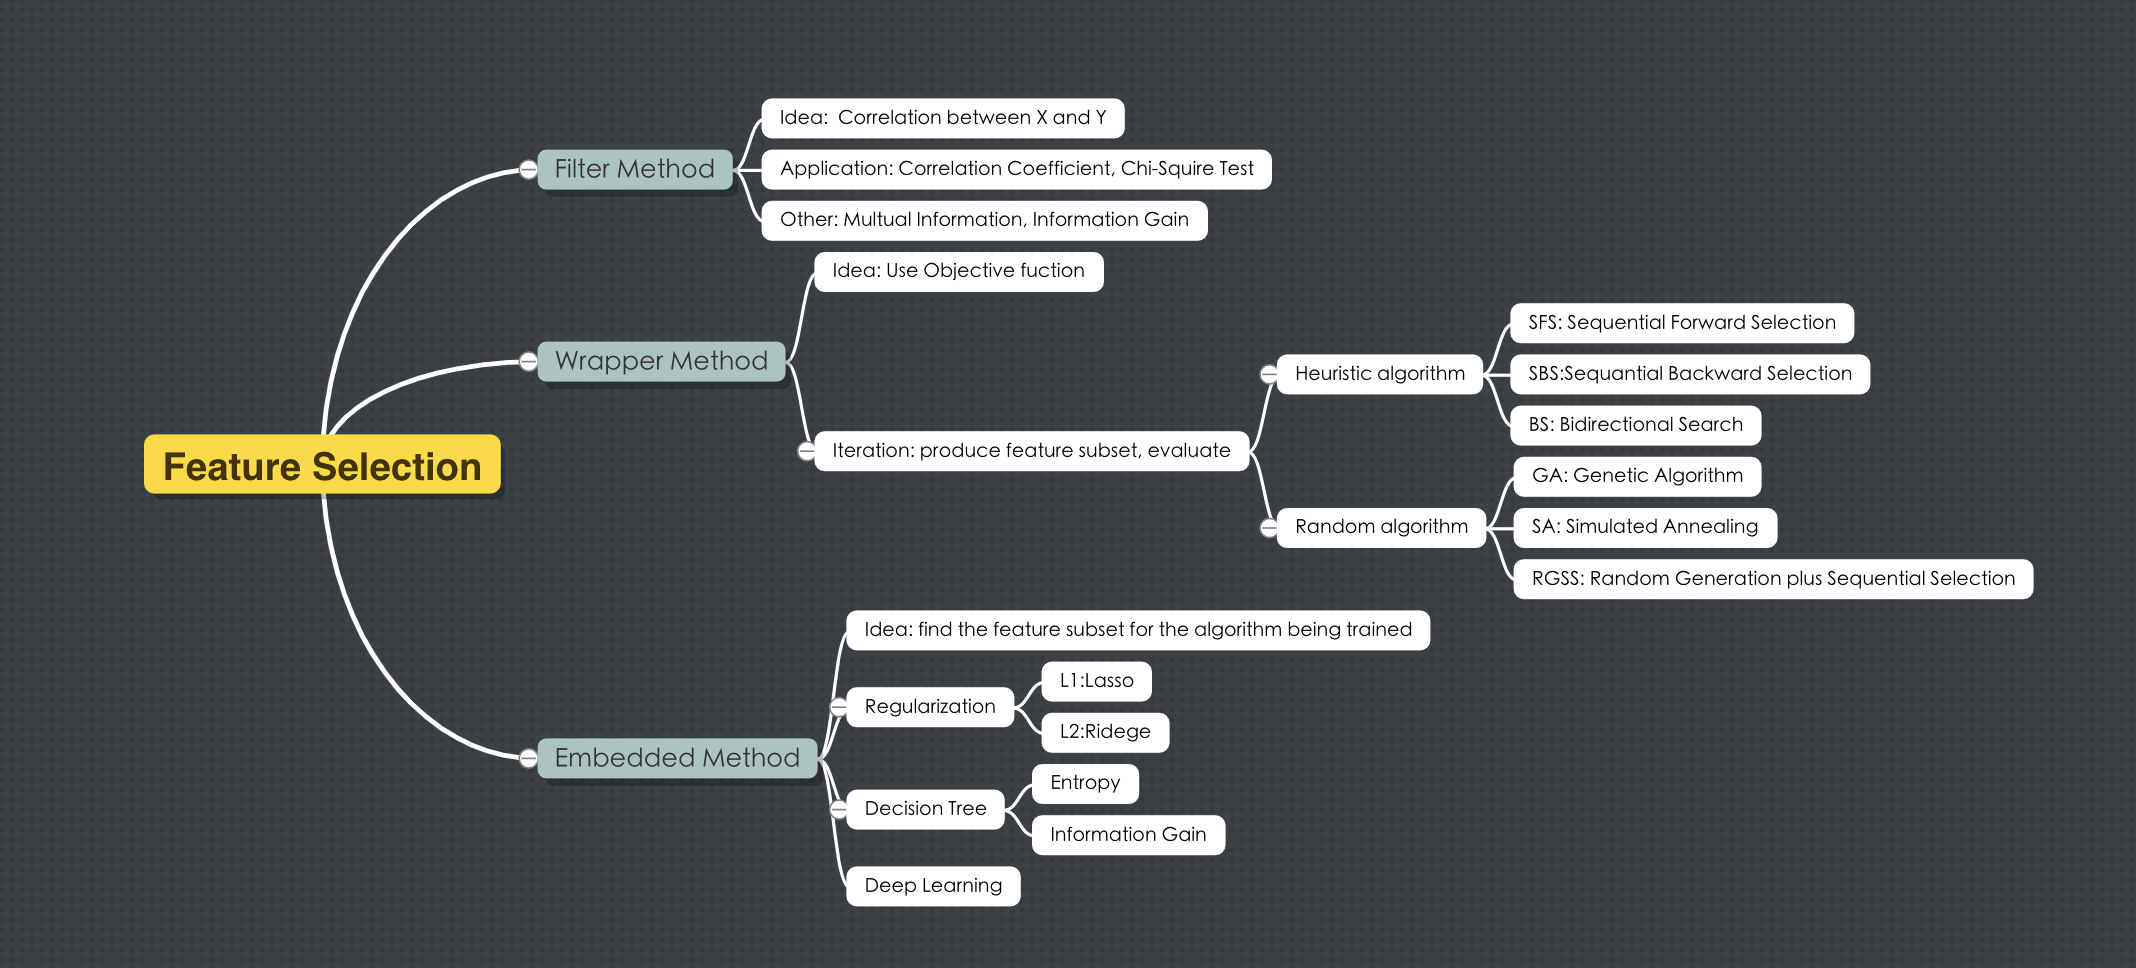 Idea:  Correlation between X and Y
Filter Method
Application: Correlation Coefficient, Chi-Squire Test
Other: Multual Information, Information Gain
Idea: Use Objective fuction
SFS: Sequential Forward Selection
Wrapper Method
Heuristic algorithm
SBS:Sequantial Backward Selection
BS: Bidirectional Search
Iteration: produce feature subset, evaluate
Feature Selection
GA: Genetic Algorithm
Random algorithm
SA: Simulated Annealing
RGSS: Random Generation plus Sequential Selection
Idea: find the feature subset for the algorithm being trained
L1:Lasso
Regularization
L2:Ridege
Embedded Method
Entropy
Decision Tree
Information Gain
Deep Learning